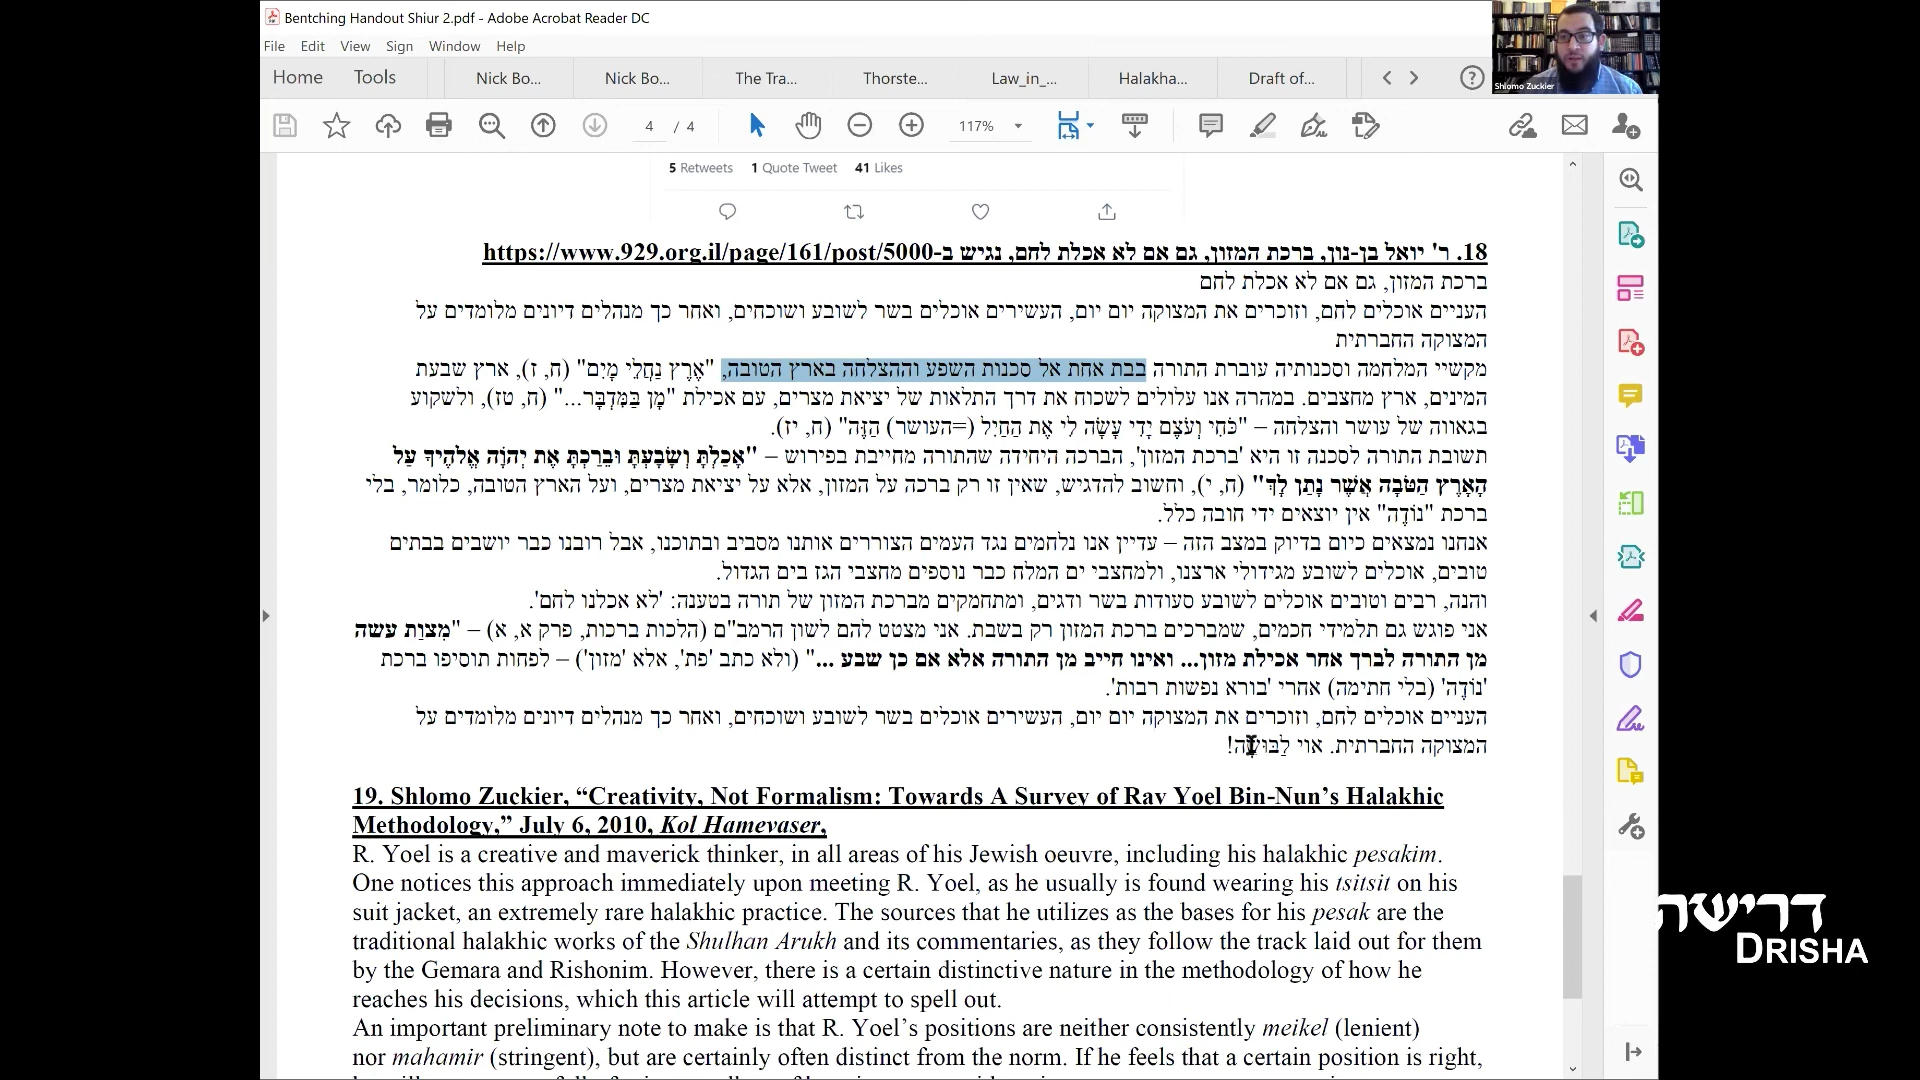 Bentching Handout Shiur 2.pdf - Adobe Acrobat Reader DC
File Edit View Sign Window Help
Home Tools Nick Bo... Nick Bo... The Tra... Thorste... Law_in_... Halakha... Draft of...
Shlomo Zuckier
4 / 4 117%
5 Retweets 1 Quote Tweet 41 Likes
18. ר' יואל בן-נון, ברכת המזון, גם אם לא אכלת לחם, נגיש ב-https://www.929.org.il/page/161/post/5000
ברכת המזון, גם אם לא אכלת לחם
העניים אוכלים לחם, וזוכרים את המצוקה יום יום, העשירים אוכלים בשר לשובע ושוכחים, ואחר כך מנהלים דיונים מלומדים על
המצוקה החברתית
מקשיי המלחמה וסכנותיה עוברת התורה בבת אחת אל סכנות השפע וההצלחה בארץ הטובה, "אֶרֶץ נַחֲלֵי מָיִם" (ח, ז), ארץ שבעת
המינים, ארץ מחצבים. במהרה אנו עלולים לשכוח את דרך התלאות של יציאת מצרים, עם אכילת "מָן בַּמִּדְבָּר..." (ח, טז), ולשקוע
בגאווה של עושר והצלחה – "כֹּחִי וְעֹצֶם יָדִי עָשָׂה לִי אֶת הַחַיִל (=העושר) הַזֶּה" (ח, יז).
תשובת התורה לסכנה זו היא 'ברכת המזון', הברכה היחידה שהתורה מחייבת בפירוש – "אָכַלְתָּ וְשָׂבָעְתָּ וּבֵרַכְתָּ אֶת יְהוָֹה אֱלֹהֶיךָ עַל
הָאָרֶץ הַטֹּבָה אֲשֶׁר נָתַן לָךְ" (ח, י), וחשוב להדגיש, שאין זו רק ברכה על המזון, אלא על יציאת מצרים, ועל הארץ הטובה, כלומר, בלי
ברכת "נוֹדֶה" אין יוצאים ידי חובה כלל.
אנחנו נמצאים כיום בדיוק במצב הזה – עדיין אנו נלחמים נגד העמים הצוררים אותנו מסביב ובתוכנו, אבל רובנו כבר יושבים בבתים
טובים, אוכלים לשובע מגידולי ארצנו, ולמחצבי ים המלח כבר נוספים מחצבי הגז בים הגדול.
והנה, רבים וטובים אוכלים לשובע סעודות בשר ודגים, ומתחמקים מברכת המזון של תורה בטענה: 'לא אכלנו לחם'.
אני פוגש גם תלמידי חכמים, שמברכים ברכת המזון רק בשבת. אני מצטט להם לשון הרמב"ם (הלכות ברכות, פרק א, א) – "מִצְוַת עשה
מן התורה לברך אחר אכילת מזון... ואינו חייב מן התורה אלא אם כן שבע ..." (ולא כתב 'פת', אלא 'מזון') – לפחות תוסיפו ברכת
'נוֹדֶה' (בלי חתימה) אחרי 'בורא נפשות רבות'.
העניים אוכלים לחם, וזוכרים את המצוקה יום יום, העשירים אוכלים בשר לשובע ושוכחים, ואחר כך מנהלים דיונים מלומדים על
המצוקה החברתית. אוי לַבּוּשָׁה!
19. Shlomo Zuckier, “Creativity, Not Formalism: Towards A Survey of Rav Yoel Bin-Nun’s Halakhic
Methodology,” July 6, 2010, Kol Hamevaser,
R. Yoel is a creative and maverick thinker, in all areas of his Jewish oeuvre, including his halakhic pesakim.
One notices this approach immediately upon meeting R. Yoel, as he usually is found wearing his tsitsit on his
suit jacket, an extremely rare halakhic practice. The sources that he utilizes as the bases for his pesak are the
traditional halakhic works of the Shulhan Arukh and its commentaries, as they follow the track laid out for them
by the Gemara and Rishonim. However, there is a certain distinctive nature in the methodology of how he
reaches his decisions, which this article will attempt to spell out.
An important preliminary note to make is that R. Yoel’s positions are neither consistently meikel (lenient)
nor mahamir (stringent), but are certainly often distinct from the norm. If he feels that a certain position is right,
דרישה
DRISHA